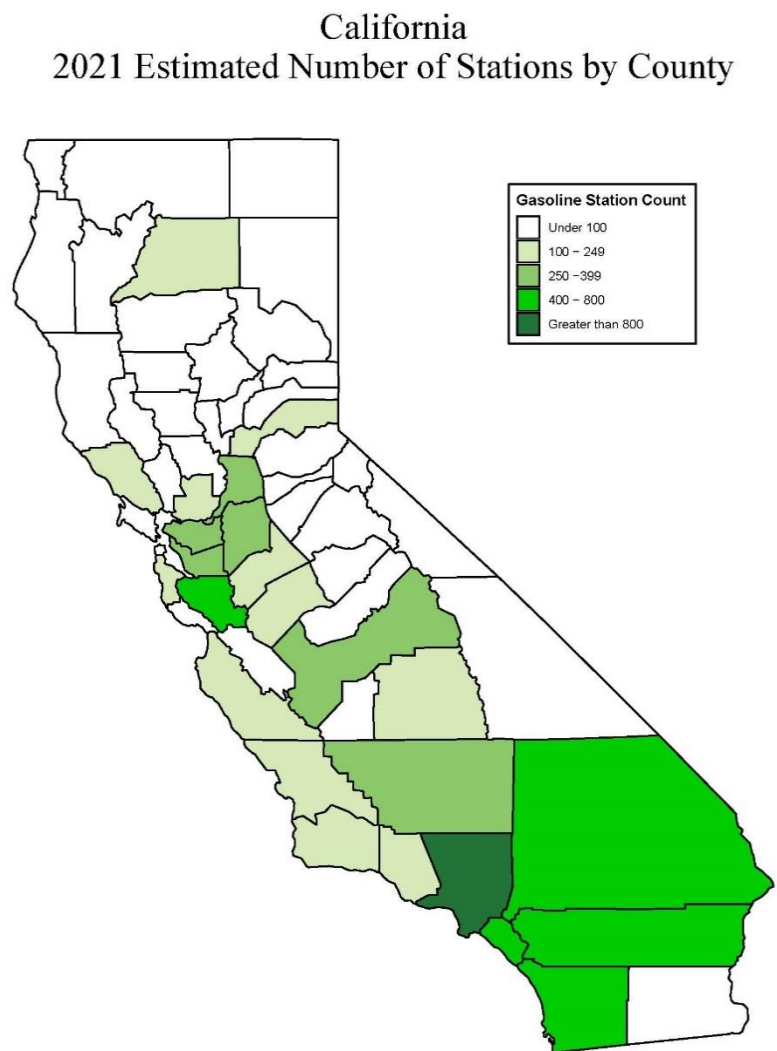 California
2021 Estimated Number of Stations by County
Gasoline Station Count
Under 100
100 − 249
250 −399
400 − 800
Greater than 800